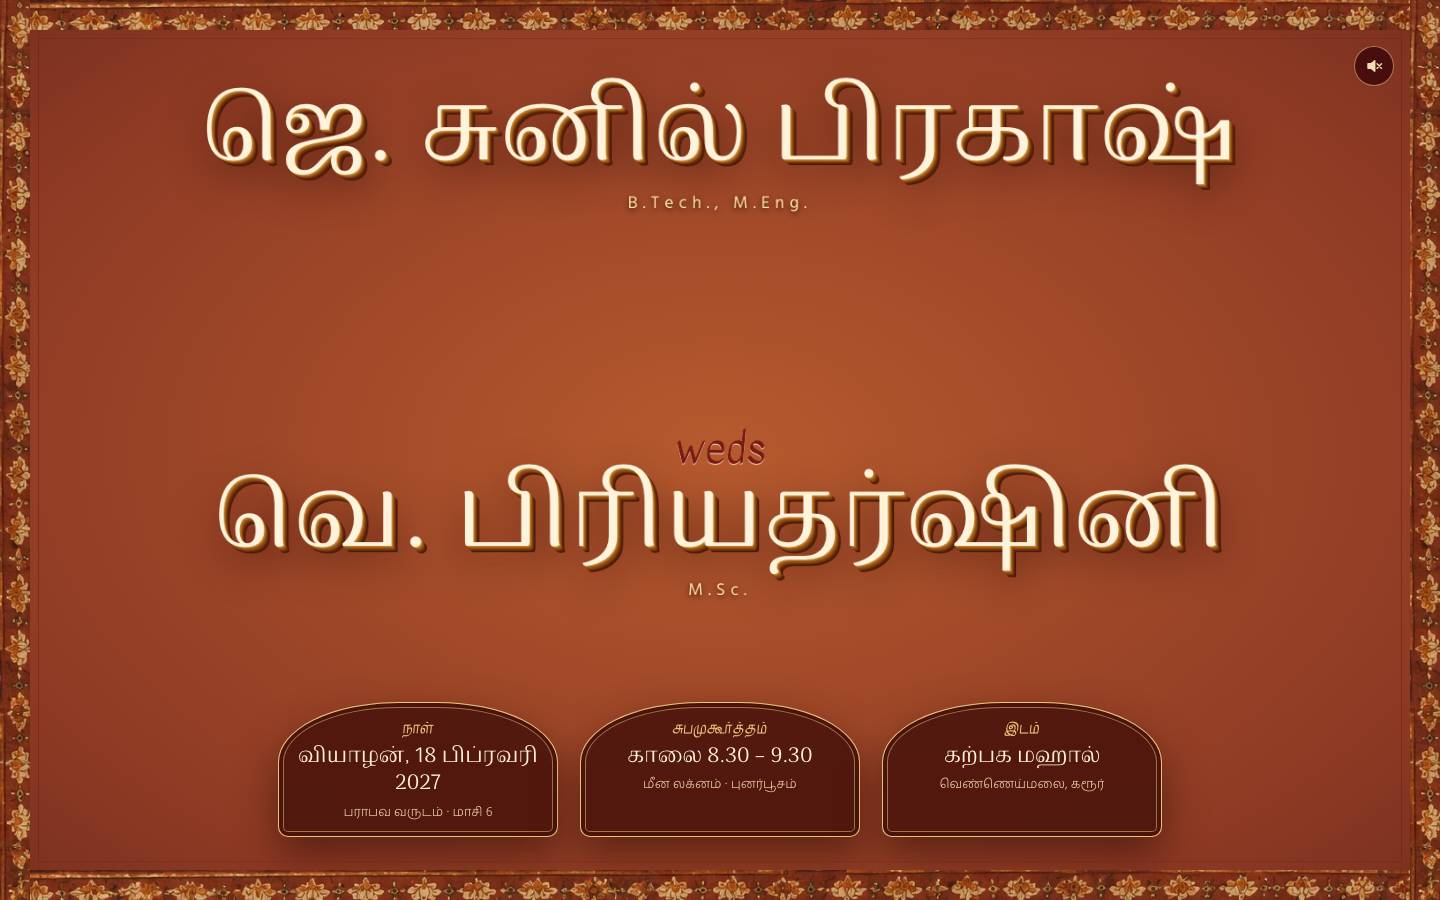 ஜெ. சுனில் பிரகாஷ்
B.Tech., M.Eng.
weds
வெ. பிரியதர்ஷினி
M.Sc.
நாள்
வியாழன், 18 பிப்ரவரி
2027
பராபவ வருடம் · மாசி 6
சுபமுகூர்த்தம்
காலை 8.30 – 9.30
மீன லக்னம் · புனர்பூசம்
இடம்
கற்பக மஹால்
வெண்ணெய்மலை, கரூர்